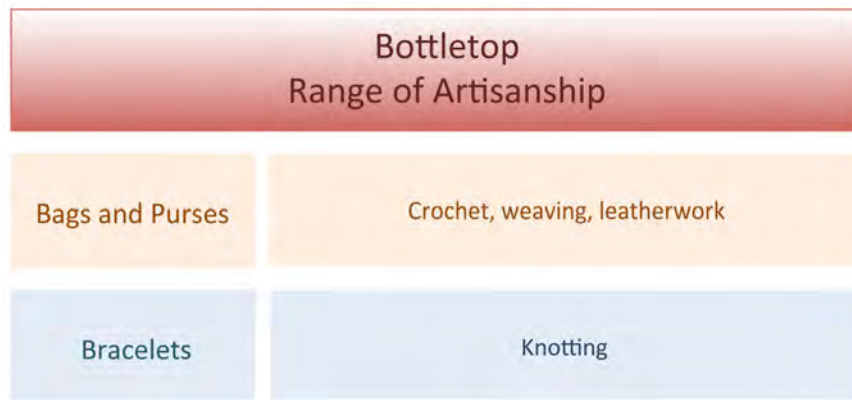 Bottletop
Range of Artisanship
Bags and Purses
Crochet, weaving, leatherwork
Bracelets
Knotting